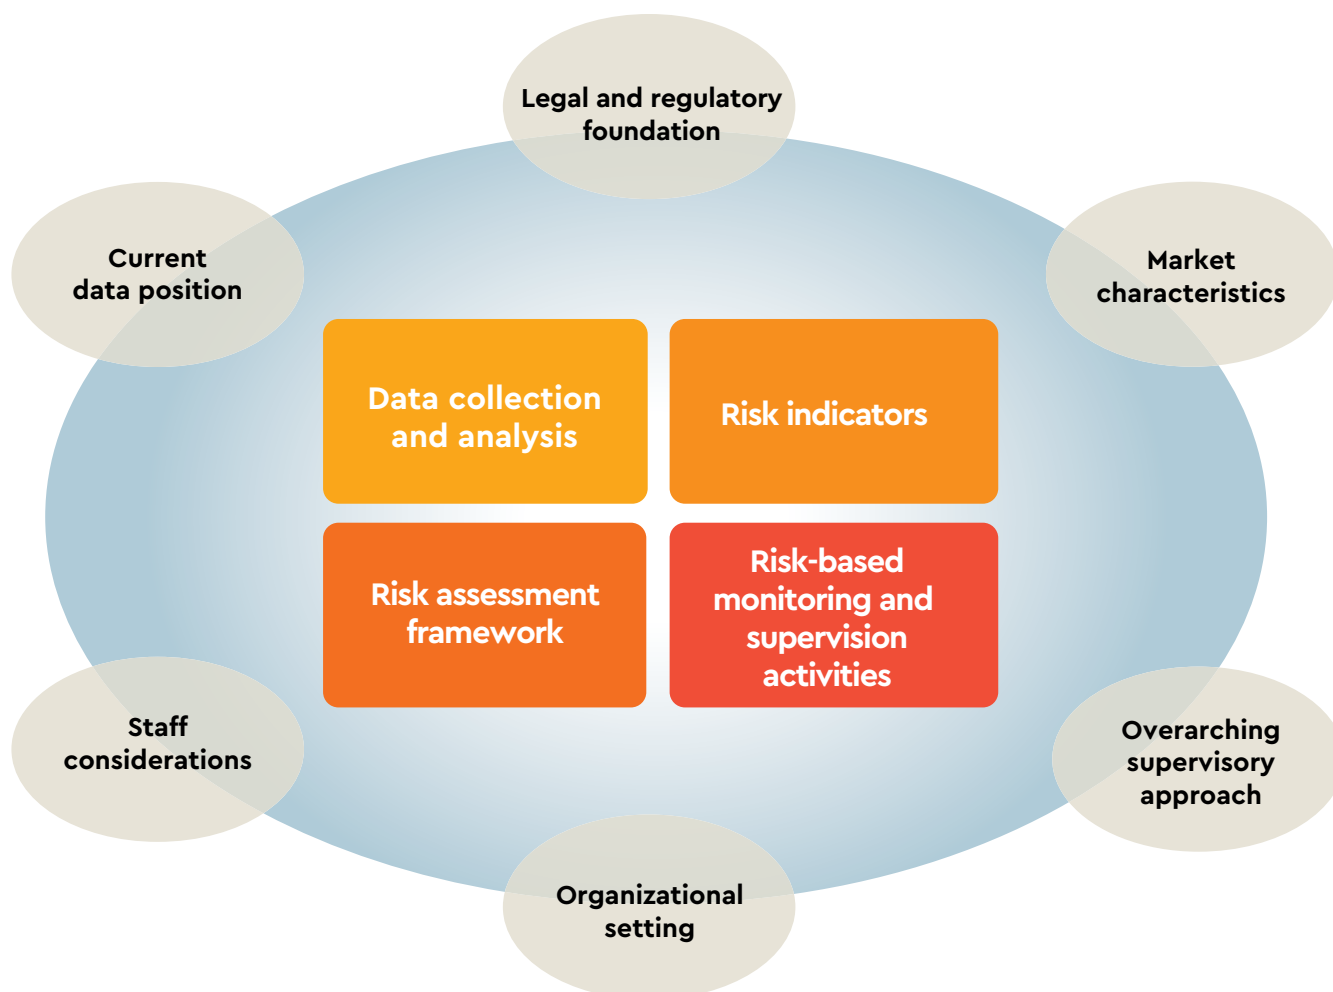 Legal and regulatory
foundation
Current
data position
Market
characteristics
Data collection
and analysis
Risk indicators
Risk assessment
framework
Risk-based
monitoring and
supervision
activities
Staff
considerations
Overarching
supervisory
approach
Organizational
setting